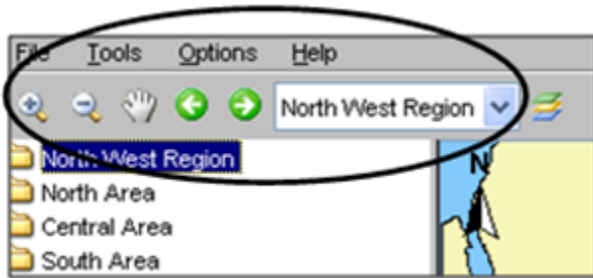 File Tools Options Help
North West Region
North West Region
N
North Area
Central Area
South Area